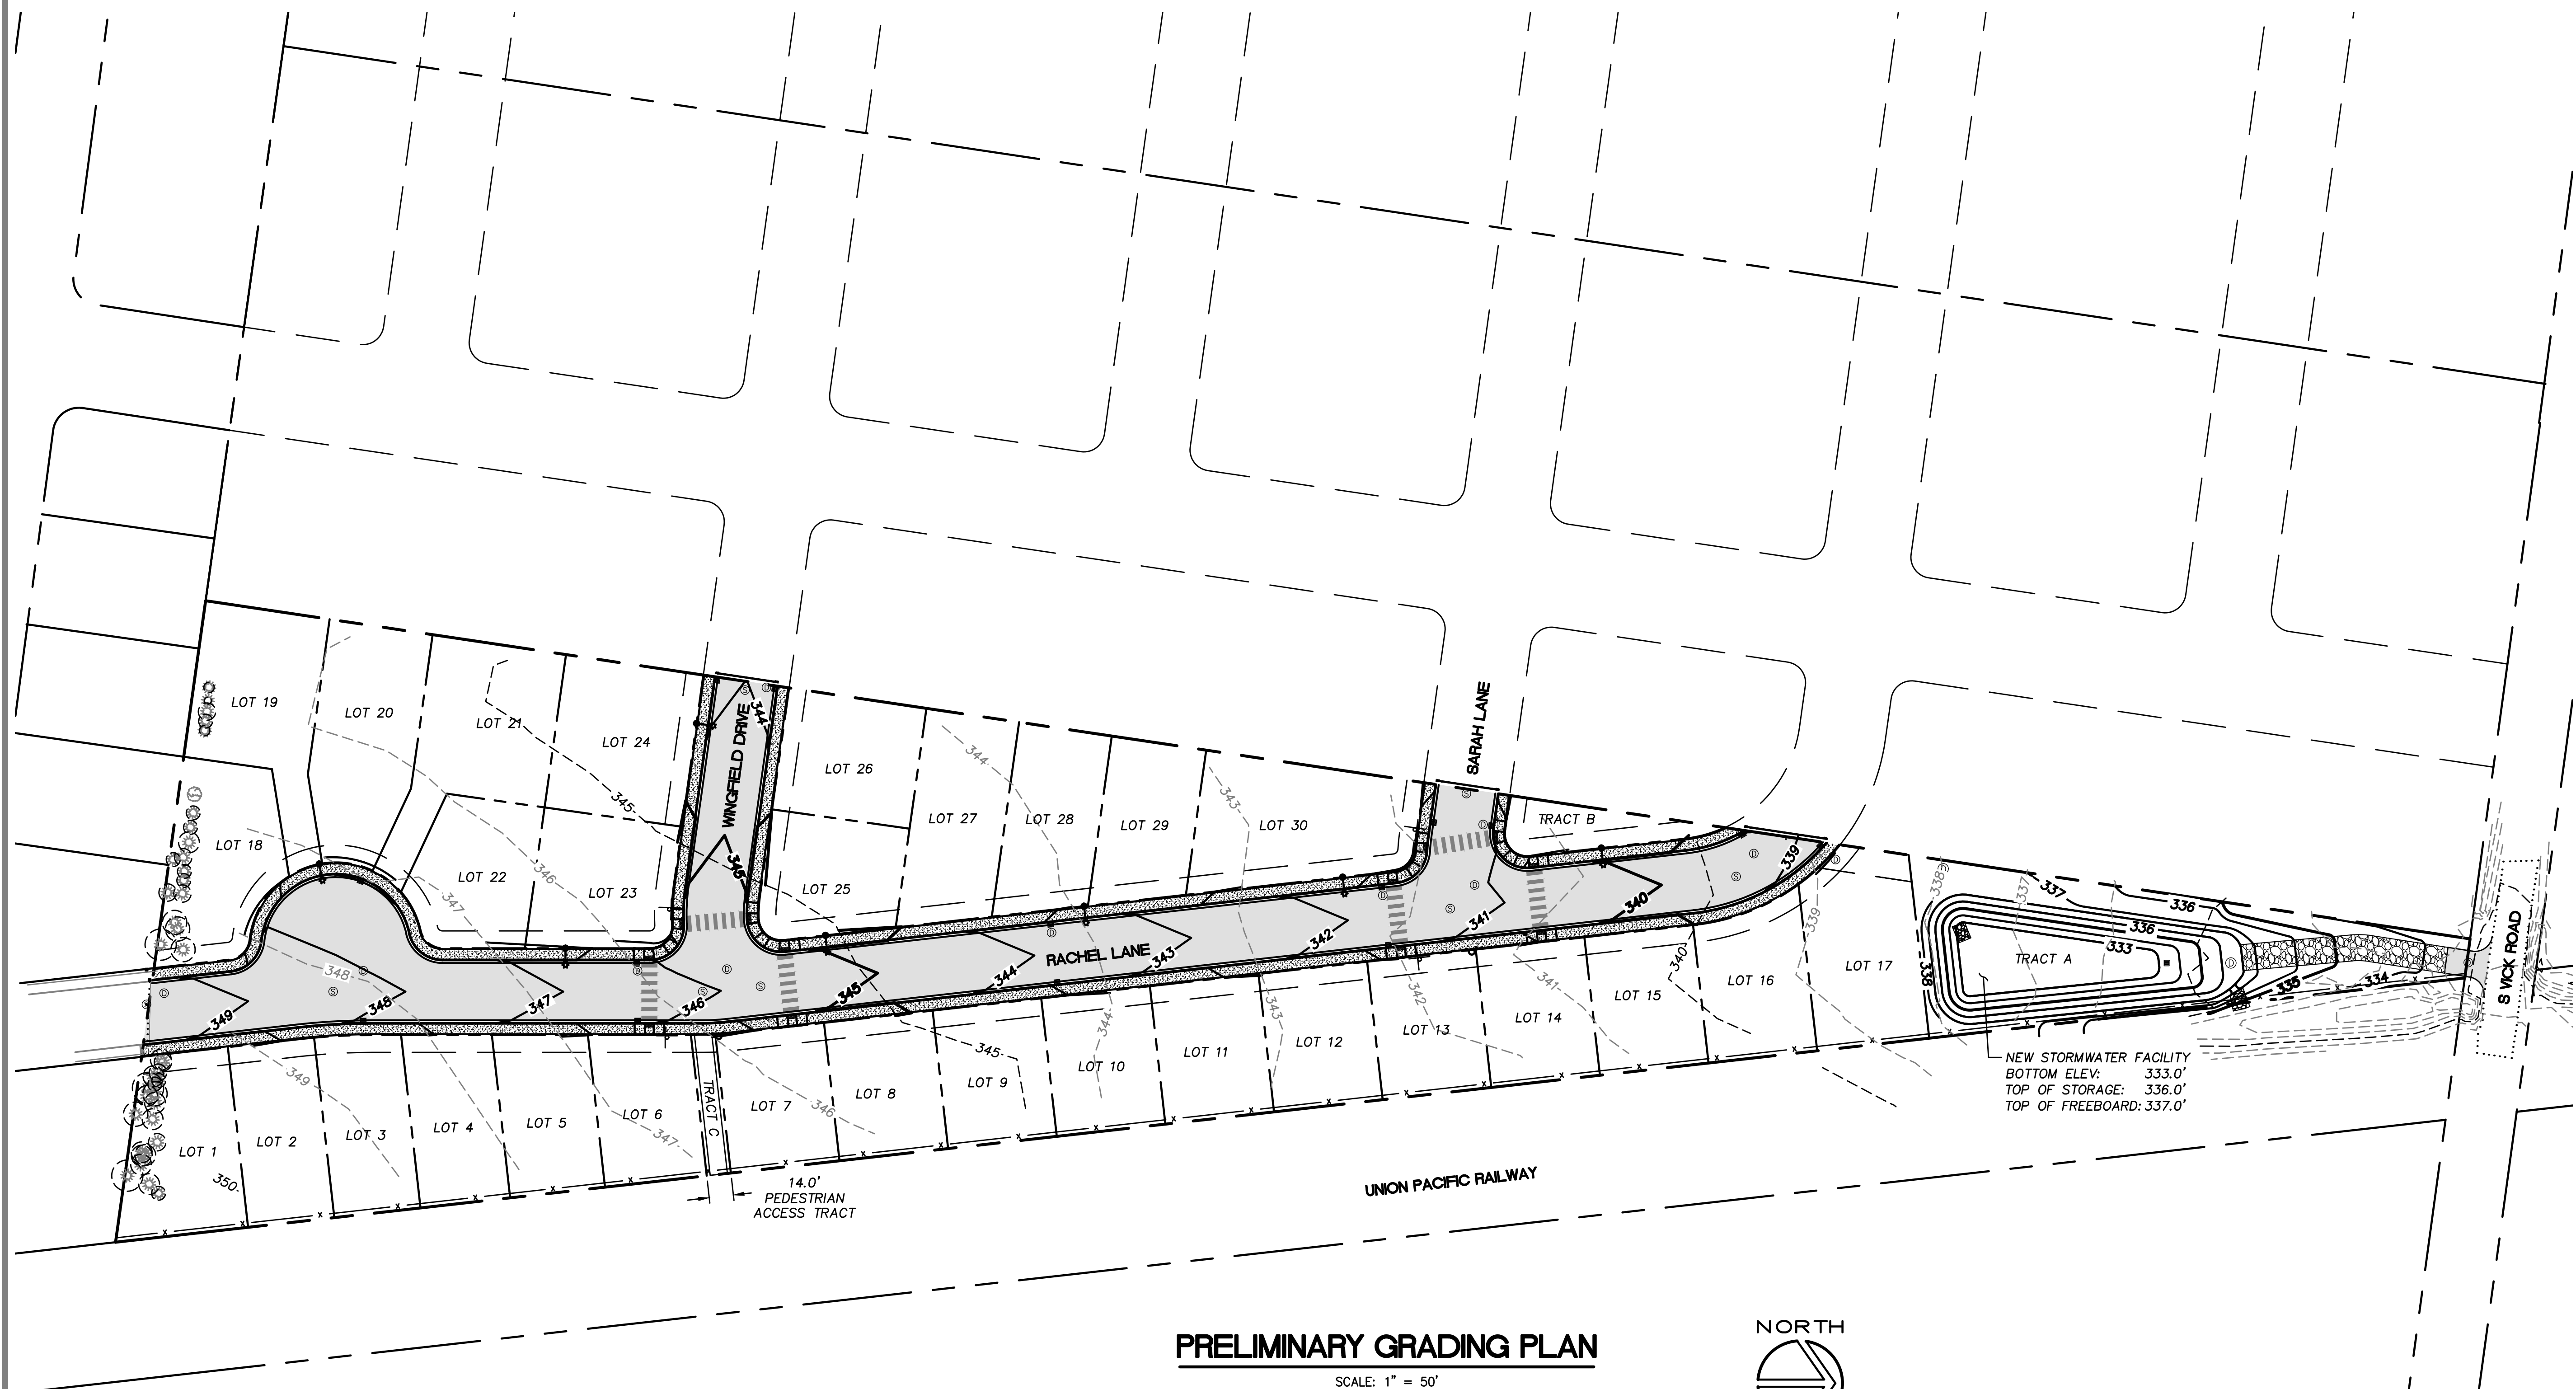 LOT 19
LOT 20
LOT 21
LOT 24
LOT 18
LOT 22
LOT 23
WINGFIELD DRIVE
344
345
345
346
347
348
LOT 26
LOT 25
LOT 27
LOT 28
LOT 29
LOT 30
344
343
SARAH LANE
TRACT B
349
348
347
346
345
344
RACHEL LANE
343
342
341
340
339
LOT 1
LOT 2
LOT 3
LOT 4
LOT 5
LOT 6
TRACT C
LOT 7
LOT 8
LOT 9
LOT 10
LOT 11
LOT 12
LOT 13
LOT 14
LOT 15
LOT 16
LOT 17
350
349
347
346
345
344
343
342
341
340
339
338
338
337
337
336
336
333
TRACT A
335
334
S VICK ROAD
NEW STORMWATER FACILITY
BOTTOM ELEV: 333.0'
TOP OF STORAGE: 336.0'
TOP OF FREEBOARD: 337.0'
14.0'
PEDESTRIAN
ACCESS TRACT
UNION PACIFIC RAILWAY
PRELIMINARY GRADING PLAN
SCALE: 1" = 50'
NORTH